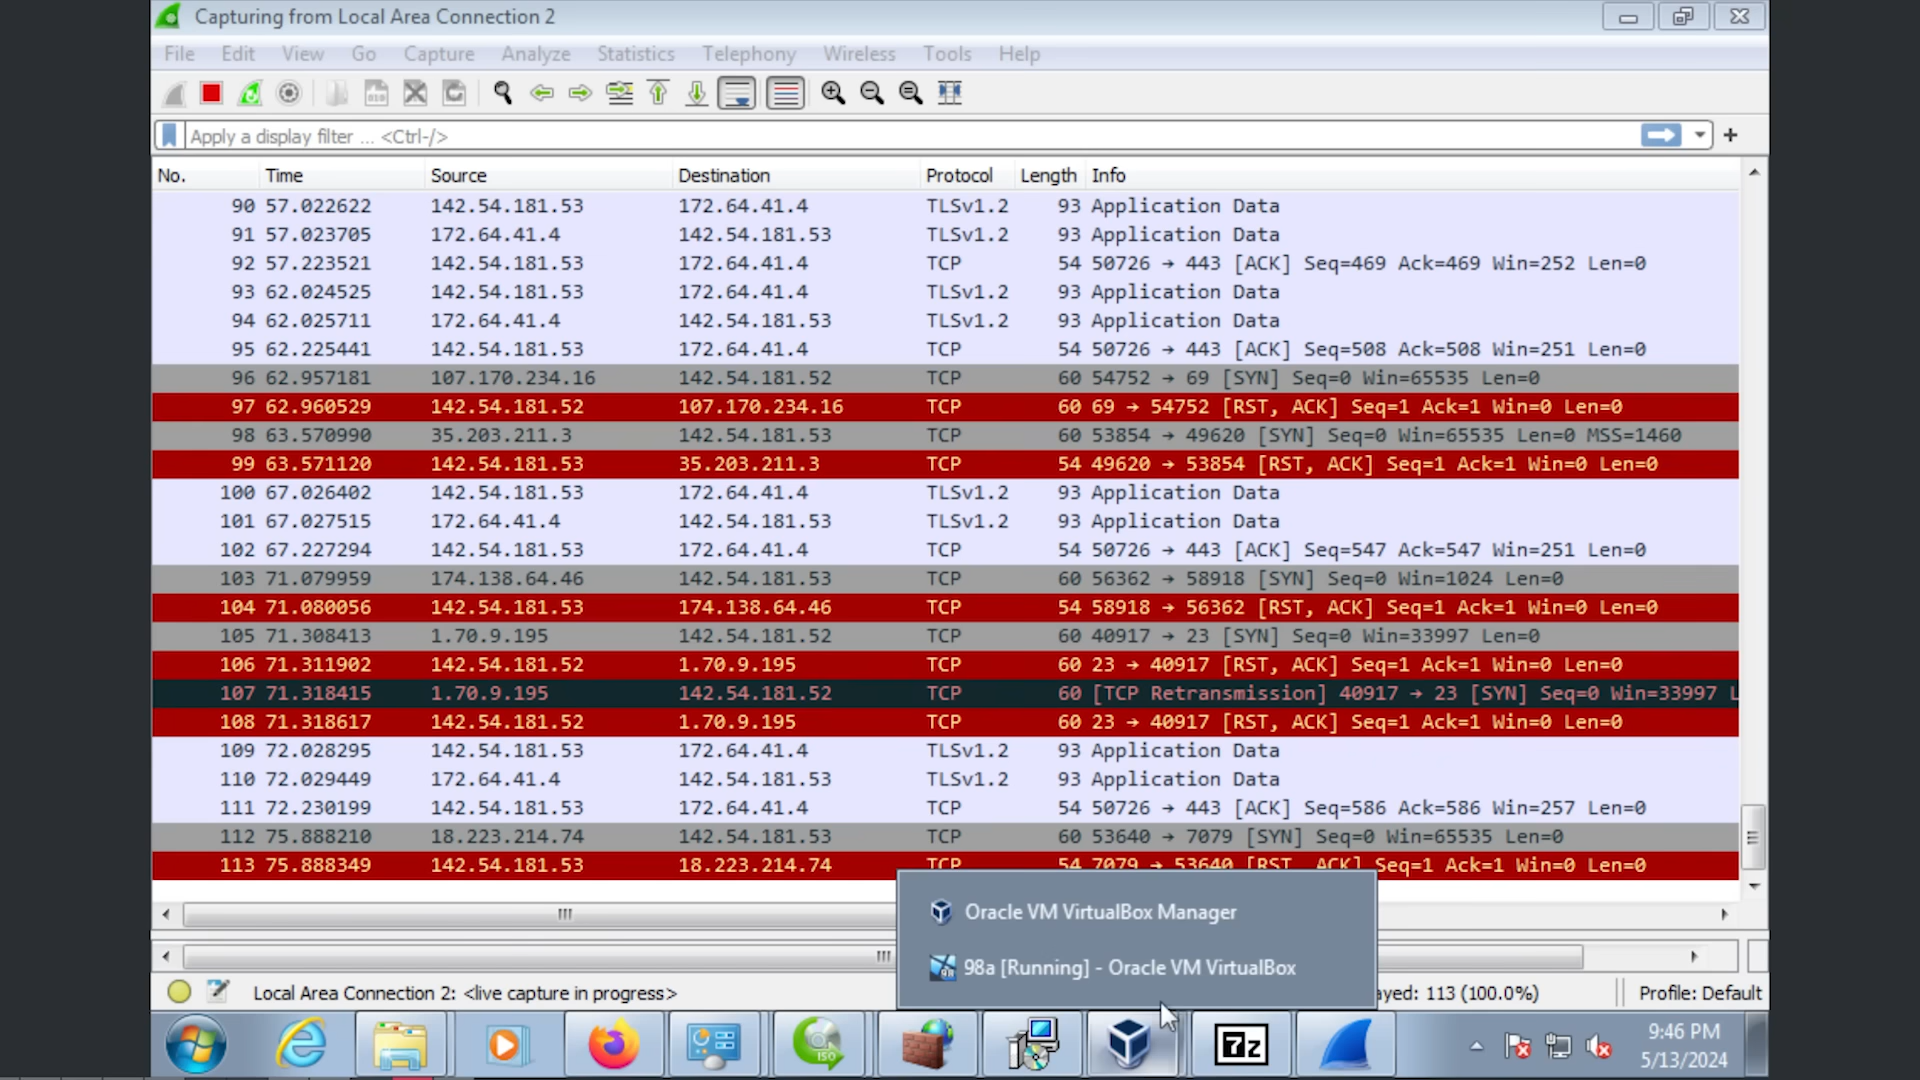 Capturing from Local Area Connection 2
File Edit View Go Capture Analyze Statistics Telephony Wireless Tools Help
Apply a display filter ... <Ctrl-/>
No. Time Source Destination Protocol Length Info
90 57.022622 142.54.181.53 172.64.41.4 TLSv1.2 93 Application Data
91 57.023705 172.64.41.4 142.54.181.53 TLSv1.2 93 Application Data
92 57.223521 142.54.181.53 172.64.41.4 TCP 54 50726 → 443 [ACK] Seq=469 Ack=469 Win=252 Len=0
93 62.024525 142.54.181.53 172.64.41.4 TLSv1.2 93 Application Data
94 62.025711 172.64.41.4 142.54.181.53 TLSv1.2 93 Application Data
95 62.225441 142.54.181.53 172.64.41.4 TCP 54 50726 → 443 [ACK] Seq=508 Ack=508 Win=251 Len=0
96 62.957181 107.170.234.16 142.54.181.52 TCP 60 54752 → 69 [SYN] Seq=0 Win=65535 Len=0
97 62.960529 142.54.181.52 107.170.234.16 TCP 60 69 → 54752 [RST, ACK] Seq=1 Ack=1 Win=0 Len=0
98 63.570990 35.203.211.3 142.54.181.53 TCP 60 53854 → 49620 [SYN] Seq=0 Win=65535 Len=0 MSS=1460
99 63.571120 142.54.181.53 35.203.211.3 TCP 54 49620 → 53854 [RST, ACK] Seq=1 Ack=1 Win=0 Len=0
100 67.026402 142.54.181.53 172.64.41.4 TLSv1.2 93 Application Data
101 67.027515 172.64.41.4 142.54.181.53 TLSv1.2 93 Application Data
102 67.227294 142.54.181.53 172.64.41.4 TCP 54 50726 → 443 [ACK] Seq=547 Ack=547 Win=251 Len=0
103 71.079959 174.138.64.46 142.54.181.53 TCP 60 56362 → 58918 [SYN] Seq=0 Win=1024 Len=0
104 71.080056 142.54.181.53 174.138.64.46 TCP 54 58918 → 56362 [RST, ACK] Seq=1 Ack=1 Win=0 Len=0
105 71.308413 1.70.9.195 142.54.181.52 TCP 60 40917 → 23 [SYN] Seq=0 Win=33997 Len=0
106 71.311902 142.54.181.52 1.70.9.195 TCP 60 23 → 40917 [RST, ACK] Seq=1 Ack=1 Win=0 Len=0
107 71.318415 1.70.9.195 142.54.181.52 TCP 60 [TCP Retransmission] 40917 → 23 [SYN] Seq=0 Win=33997 L
108 71.318617 142.54.181.52 1.70.9.195 TCP 60 23 → 40917 [RST, ACK] Seq=1 Ack=1 Win=0 Len=0
109 72.028295 142.54.181.53 172.64.41.4 TLSv1.2 93 Application Data
110 72.029449 172.64.41.4 142.54.181.53 TLSv1.2 93 Application Data
111 72.230199 142.54.181.53 172.64.41.4 TCP 54 50726 → 443 [ACK] Seq=586 Ack=586 Win=257 Len=0
112 75.888210 18.223.214.74 142.54.181.53 TCP 60 53640 → 7079 [SYN] Seq=0 Win=65535 Len=0
113 75.888349 142.54.181.53 18.223.214.74 TCP 54 7079 → 53640 [RST, ACK] Seq=1 Ack=1 Win=0 Len=0
Oracle VM VirtualBox Manager
98a [Running] - Oracle VM VirtualBox
Local Area Connection 2: <live capture in progress> ayed: 113 (100.0%) Profile: Default
ISO
7z
9:46 PM
5/13/2024